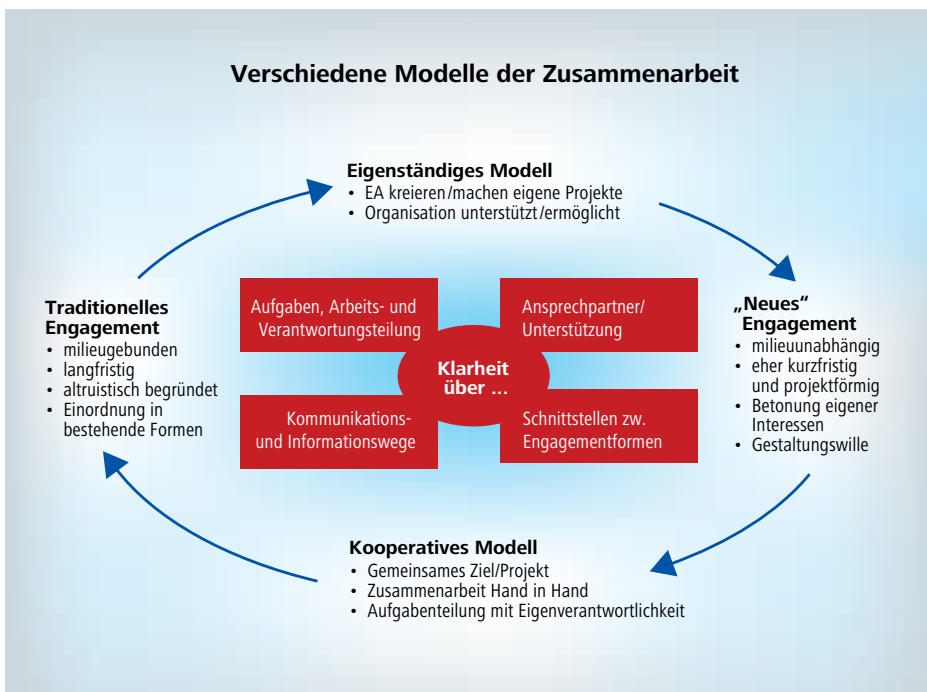 Verschiedene Modelle der Zusammenarbeit
Eigenständiges Modell
• EA kreieren/machen eigene Projekte
• Organisation unterstützt/ermöglicht
Traditionelles
Engagement
• milieugebunden
• langfristig
• altruistisch begründet
• Einordnung in
bestehende Formen
Aufgaben, Arbeits- und
Verantwortungsteilung
Ansprechpartner/
Unterstützung
Klarheit
über ...
Kommunikations-
und Informationswege
Schnittstellen zw.
Engagementformen
„Neues“
Engagement
• milieuunabhängig
• eher kurzfristig
und projektförmig
• Betonung eigener
Interessen
• Gestaltungswille
Kooperatives Modell
• Gemeinsames Ziel/Projekt
• Zusammenarbeit Hand in Hand
• Aufgabenteilung mit Eigenverantwortlichkeit